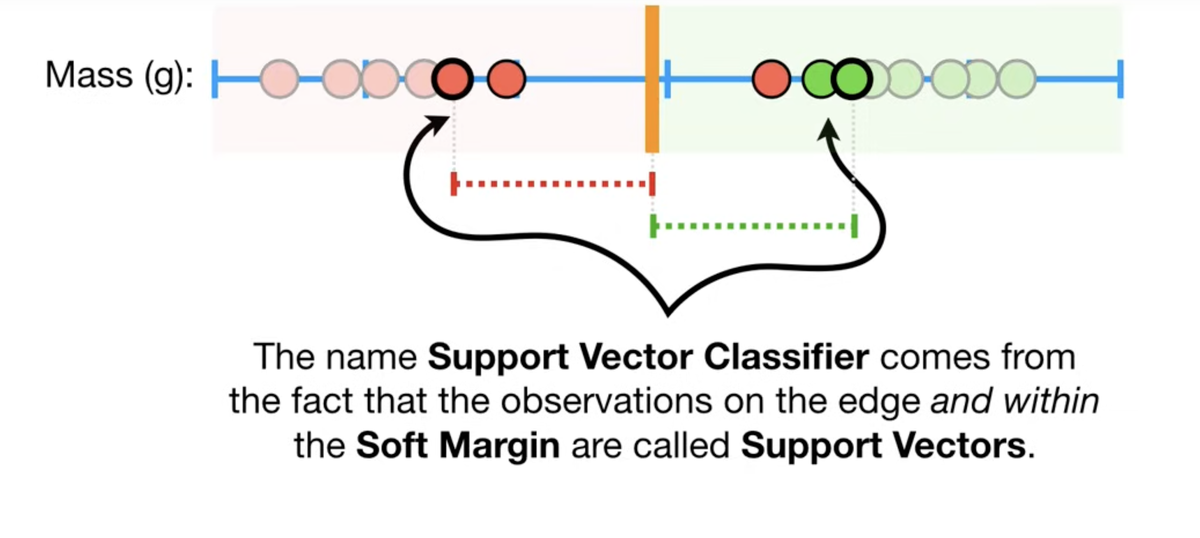 Mass (g):
The name Support Vector Classifier comes from
the fact that the observations on the edge and within
the Soft Margin are called Support Vectors.